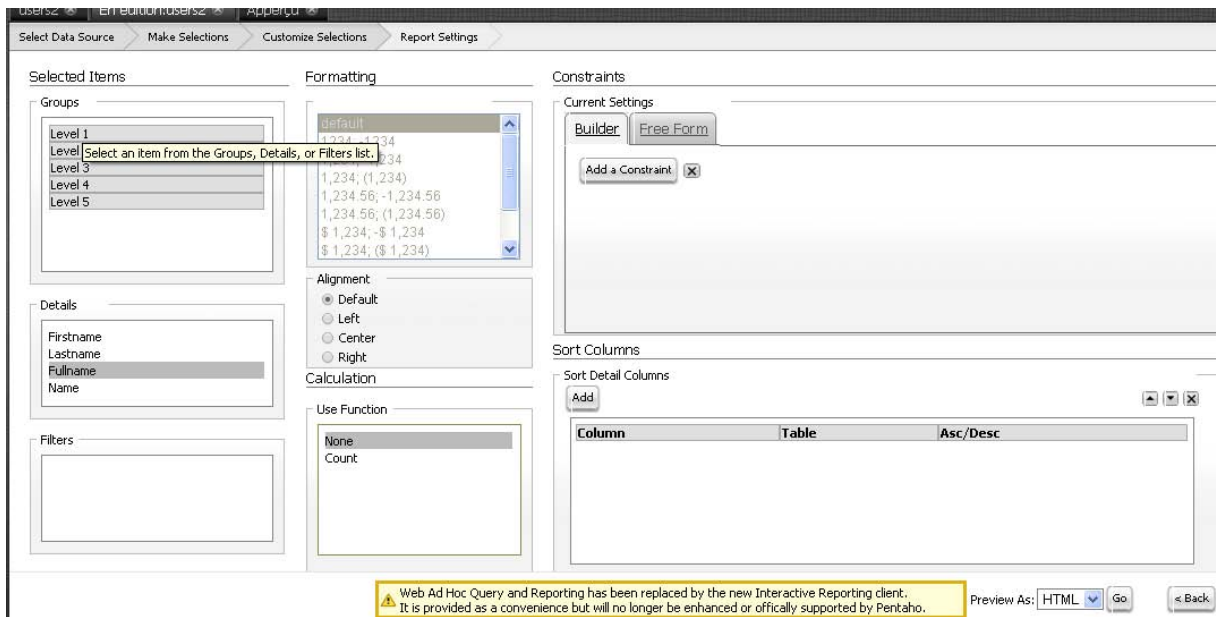 users2 En édition:users2 Apperçu
Select Data Source Make Selections Customize Selections Report Settings
Selected Items
Groups
Level 1
Level
Select an item from the Groups, Details, or Filters list.
Level 3
Level 4
Level 5
Details
Firstname
Lastname
Fullname
Name
Filters
Formatting
default
1,234; -1234
234
1,234; (1,234)
1,234.56; -1,234.56
1,234.56; (1,234.56)
$ 1,234; -$ 1,234
$ 1,234; ($ 1,234)
Alignment
Default
Left
Center
Right
Calculation
Use Function
None
Count
Constraints
Current Settings
Builder Free Form
Add a Constraint
Sort Columns
Sort Detail Columns
Add
Column Table Asc/Desc
Web Ad Hoc Query and Reporting has been replaced by the new Interactive Reporting client.
It is provided as a convenience but will no longer be enhanced or offically supported by Pentaho.
Preview As: HTML Go < Back